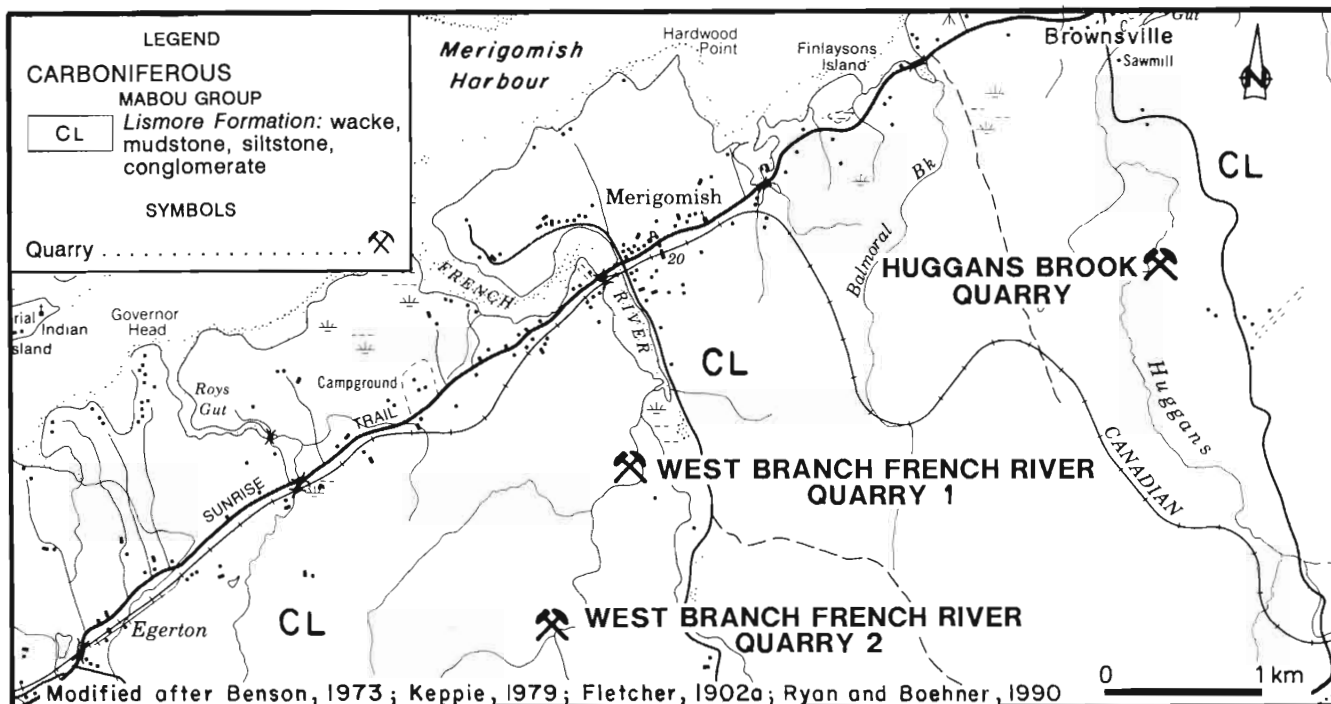 LEGEND
CARBONIFEROUS
MABOU GROUP
CL
Lismore Formation: wacke,
mudstone, siltstone,
conglomerate
SYMBOLS
Quarry . . . . . . . . . . . . . . . . . . . .
Merigomish
Harbour
Hardwood
Point
Finlaysons
Island
Gut
Brownsville
Sawmill
N
CL
Merigomish
20
Balmoral Bk
HUGGANS BROOK
QUARRY
FRENCH
RIVER
rial
Indian
sland
Governor
Head
Roys
Gut
Campground
SUNRISE TRAIL
CL
Huggans
CANADIAN
WEST BRANCH FRENCH RIVER
QUARRY 1
WEST BRANCH FRENCH RIVER
QUARRY 2
Egerton
CL
0 1 km
Modified after Benson, 1973; Keppie, 1979; Fletcher, 1902a; Ryan and Boehner, 1990